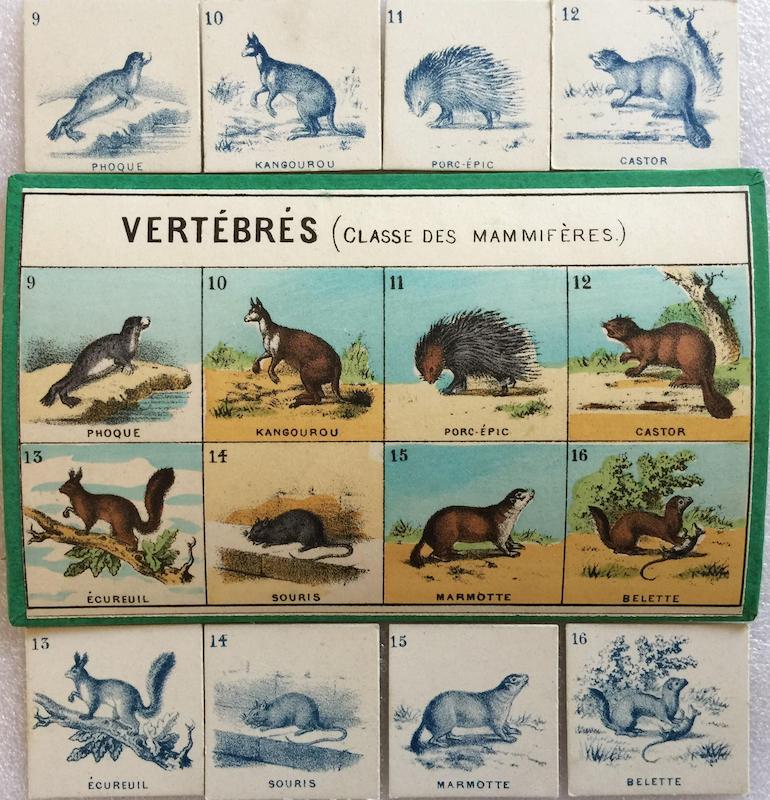 9 10 11 12
PHOQUE KANGOUROU PORC-ÉPIC CASTOR
VERTÉBRÉS (CLASSE DES MAMMIFÈRES.)
9 10 11 12
PHOQUE KANGOUROU PORC-ÉPIC CASTOR
13 14 15 16
ÉCUREUIL SOURIS MARMOTTE BELETTE
13 14 15 16
ÉCUREUIL SOURIS MARMOTTE BELETTE